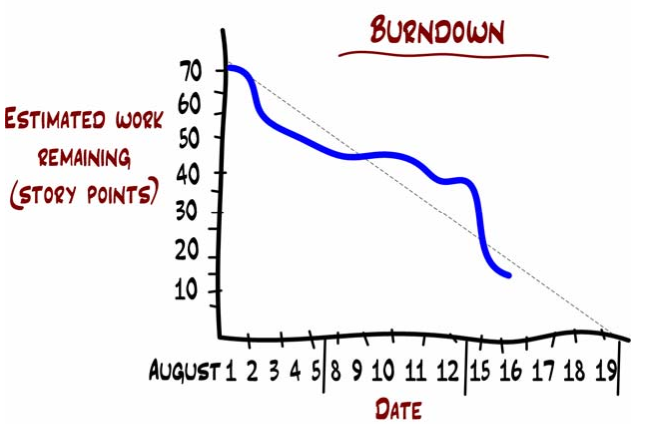 BURNDOWN
ESTIMATED WORK
REMAINING
(STORY POINTS)
70
60
50
40
30
20
10
AUGUST 1 2 3 4 5 8 9 10 11 12 15 16 17 18 19
DATE